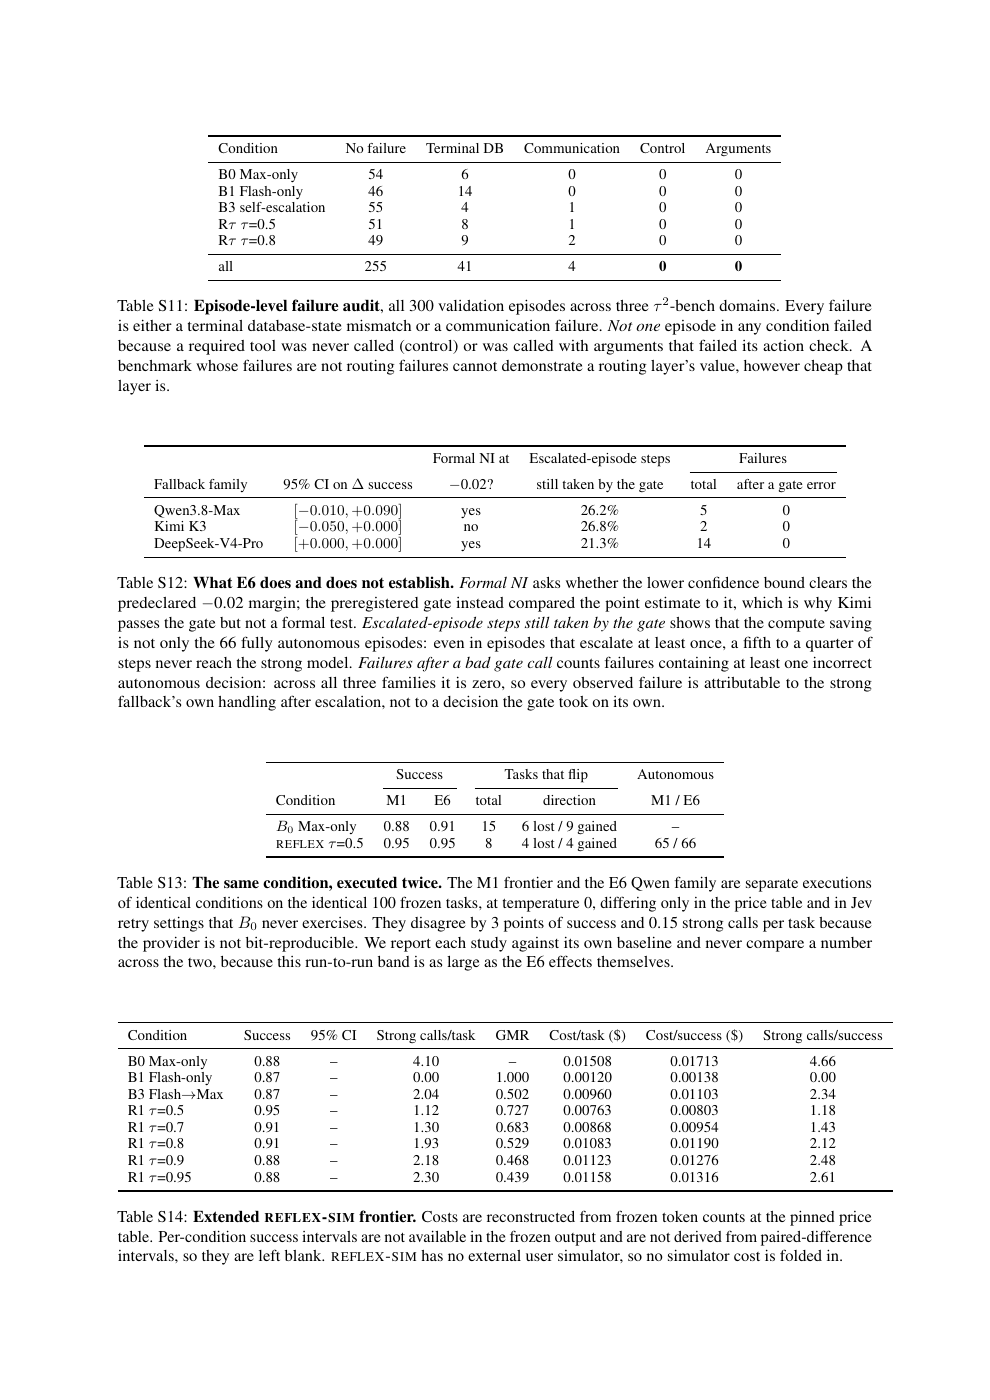 Condition No failure Terminal DB Communication Control Arguments
B0 Max-only 54 6 0 0 0
B1 Flash-only 46 14 0 0 0
B3 self-escalation 55 4 1 0 0
Rτ τ=0.5 51 8 1 0 0
Rτ τ=0.8 49 9 2 0 0
all 255 41 4 0 0
Table S11: Episode-level failure audit, all 300 validation episodes across three τ²-bench domains. Every failure
is either a terminal database-state mismatch or a communication failure. Not one episode in any condition failed
because a required tool was never called (control) or was called with arguments that failed its action check. A
benchmark whose failures are not routing failures cannot demonstrate a routing layer's value, however cheap that
layer is.
Formal NI at Escalated-episode steps Failures
Fallback family 95% CI on Δ success −0.02? still taken by the gate total after a gate error
Qwen3.8-Max [−0.010, +0.090] yes 26.2% 5 0
Kimi K3 [−0.050, +0.000] no 26.8% 2 0
DeepSeek-V4-Pro [+0.000, +0.000] yes 21.3% 14 0
Table S12: What E6 does and does not establish. Formal NI asks whether the lower confidence bound clears the
predeclared −0.02 margin; the preregistered gate instead compared the point estimate to it, which is why Kimi
passes the gate but not a formal test. Escalated-episode steps still taken by the gate shows that the compute saving
is not only the 66 fully autonomous episodes: even in episodes that escalate at least once, a fifth to a quarter of
steps never reach the strong model. Failures after a bad gate call counts failures containing at least one incorrect
autonomous decision: across all three families it is zero, so every observed failure is attributable to the strong
fallback's own handling after escalation, not to a decision the gate took on its own.
Success Tasks that flip Autonomous
Condition M1 E6 total direction M1 / E6
B₀ Max-only 0.88 0.91 15 6 lost / 9 gained –
REFLEX τ=0.5 0.95 0.95 8 4 lost / 4 gained 65 / 66
Table S13: The same condition, executed twice. The M1 frontier and the E6 Qwen family are separate executions
of identical conditions on the identical 100 frozen tasks, at temperature 0, differing only in the price table and in Jev
retry settings that B₀ never exercises. They disagree by 3 points of success and 0.15 strong calls per task because
the provider is not bit-reproducible. We report each study against its own baseline and never compare a number
across the two, because this run-to-run band is as large as the E6 effects themselves.
Condition Success 95% CI Strong calls/task GMR Cost/task ($) Cost/success ($) Strong calls/success
B0 Max-only 0.88 – 4.10 – 0.01508 0.01713 4.66
B1 Flash-only 0.87 – 0.00 1.000 0.00120 0.00138 0.00
B3 Flash→Max 0.87 – 2.04 0.502 0.00960 0.01103 2.34
R1 τ=0.5 0.95 – 1.12 0.727 0.00763 0.00803 1.18
R1 τ=0.7 0.91 – 1.30 0.683 0.00868 0.00954 1.43
R1 τ=0.8 0.91 – 1.93 0.529 0.01083 0.01190 2.12
R1 τ=0.9 0.88 – 2.18 0.468 0.01123 0.01276 2.48
R1 τ=0.95 0.88 – 2.30 0.439 0.01158 0.01316 2.61
Table S14: Extended REFLEX-SIM frontier. Costs are reconstructed from frozen token counts at the pinned price
table. Per-condition success intervals are not available in the frozen output and are not derived from paired-difference
intervals, so they are left blank. REFLEX-SIM has no external user simulator, so no simulator cost is folded in.